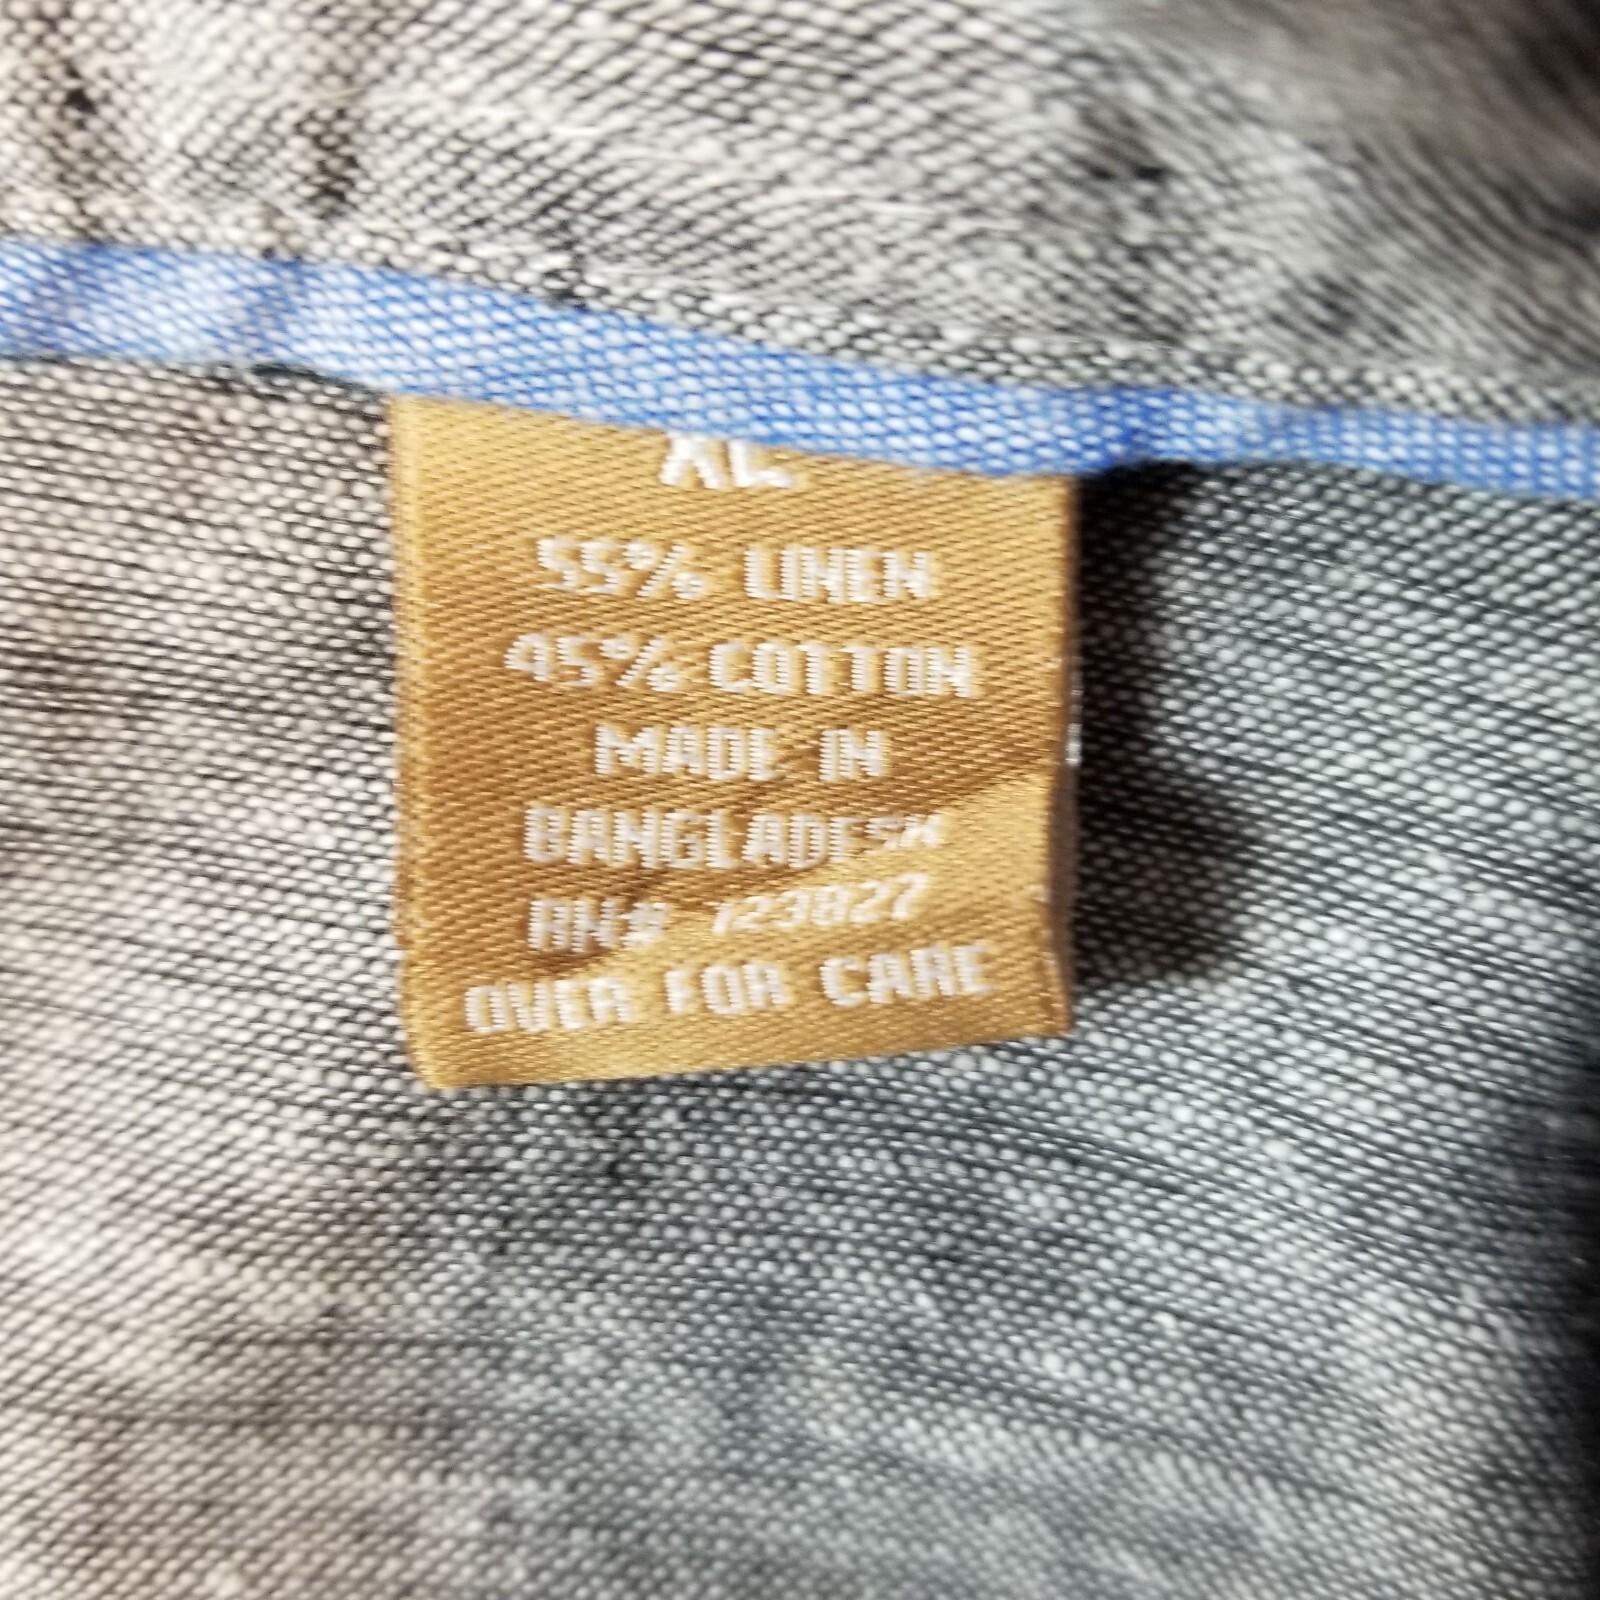 XL
55% LINEN
45% COTTON
MADE IN
BANGLADESH
RN# 123827
OVER FOR CARE